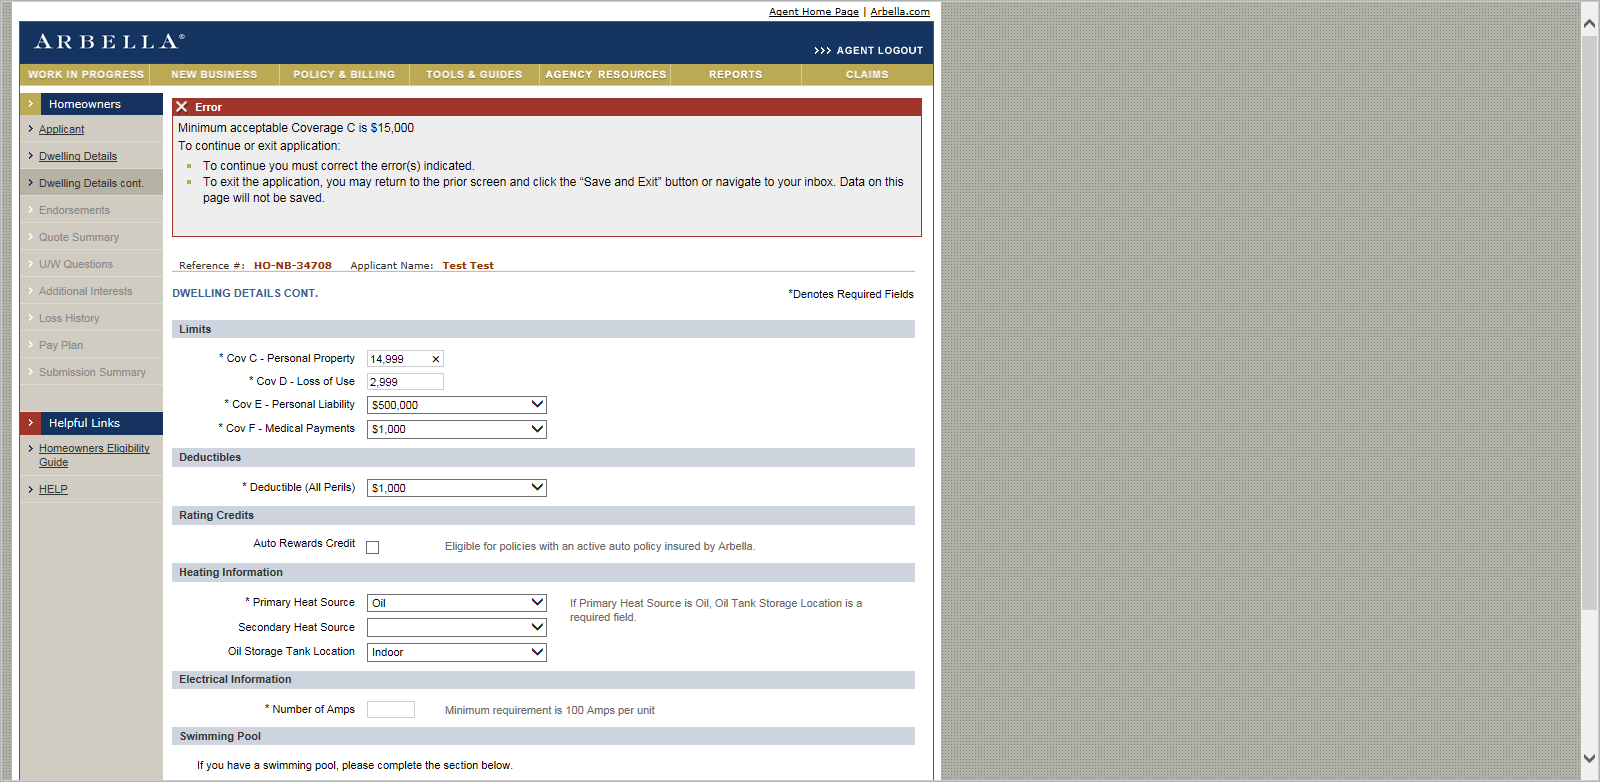 Agent Home Page | Arbella.com
ARBELLA®
>>> AGENT LOGOUT
WORK IN PROGRESS NEW BUSINESS POLICY & BILLING TOOLS & GUIDES AGENCY RESOURCES REPORTS CLAIMS
Homeowners
Applicant
Dwelling Details
Dwelling Details cont.
Endorsements
Quote Summary
U/W Questions
Additional Interests
Loss History
Pay Plan
Submission Summary
Helpful Links
Homeowners Eligibility
Guide
HELP
Error
Minimum acceptable Coverage C is $15,000
To continue or exit application:
To continue you must correct the error(s) indicated.
To exit the application, you may return to the prior screen and click the “Save and Exit” button or navigate to your inbox. Data on this
page will not be saved.
Reference #: HO-NB-34708 Applicant Name: Test Test
DWELLING DETAILS CONT.
*Denotes Required Fields
Limits
* Cov C - Personal Property 14,999
* Cov D - Loss of Use 2,999
* Cov E - Personal Liability $500,000
* Cov F - Medical Payments $1,000
Deductibles
* Deductible (All Perils) $1,000
Rating Credits
Auto Rewards Credit Eligible for policies with an active auto policy insured by Arbella.
Heating Information
* Primary Heat Source Oil If Primary Heat Source is Oil, Oil Tank Storage Location is a
required field.
Secondary Heat Source
Oil Storage Tank Location Indoor
Electrical Information
* Number of Amps Minimum requirement is 100 Amps per unit
Swimming Pool
If you have a swimming pool, please complete the section below.